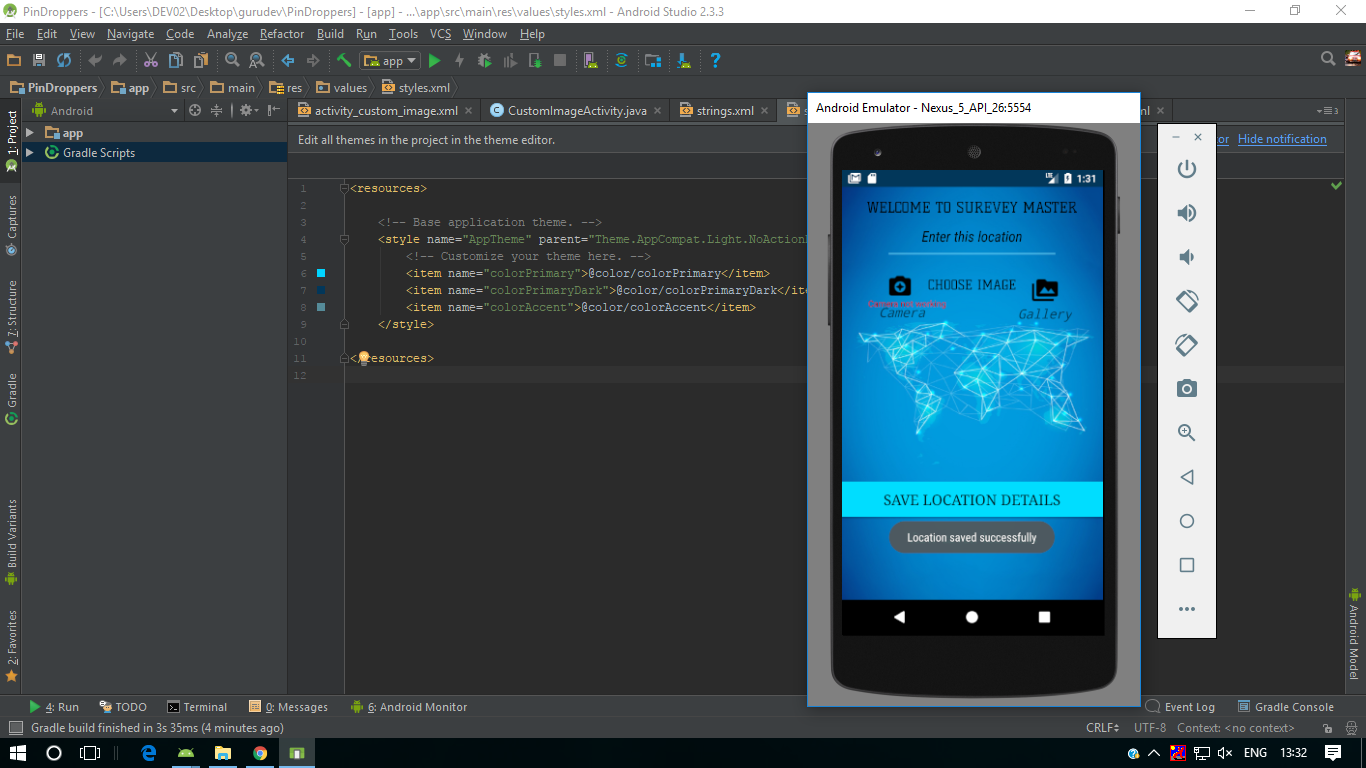 PinDroppers - [C:\Users\DEV02\Desktop\gurudev\PinDroppers] - [app] - ...\app\src\main\res\values\styles.xml - Android Studio 2.3.3
File Edit View Navigate Code Analyze Refactor Build Run Tools VCS Window Help
app
PinDroppers app src main res values styles.xml
1: Project
Captures
7: Structure
Gradle
Build Variants
2: Favorites
Android
app
Gradle Scripts
activity_custom_image.xml CustomImageActivity.java strings.xml
Edit all themes in the project in the theme editor.
or Hide notification
1 <resources>
2
3 <!-- Base application theme. -->
4 <style name="AppTheme" parent="Theme.AppCompat.Light.NoAction
5 <!-- Customize your theme here. -->
6 <item name="colorPrimary">@color/colorPrimary</item>
7 <item name="colorPrimaryDark">@color/colorPrimaryDark</ite
8 <item name="colorAccent">@color/colorAccent</item>
9 </style>
10
11 </resources>
12
Android Emulator - Nexus_5_API_26:5554
LTE 1:31
WELCOME TO SUREVEY MASTER
Enter this location
CHOOSE IMAGE
Camera Gallery
SAVE LOCATION DETAILS
Location saved successfully
Android Model
4: Run TODO Terminal 0: Messages 6: Android Monitor Event Log Gradle Console
Gradle build finished in 3s 35ms (4 minutes ago) CRLF UTF-8 Context: <no context>
ENG 13:32